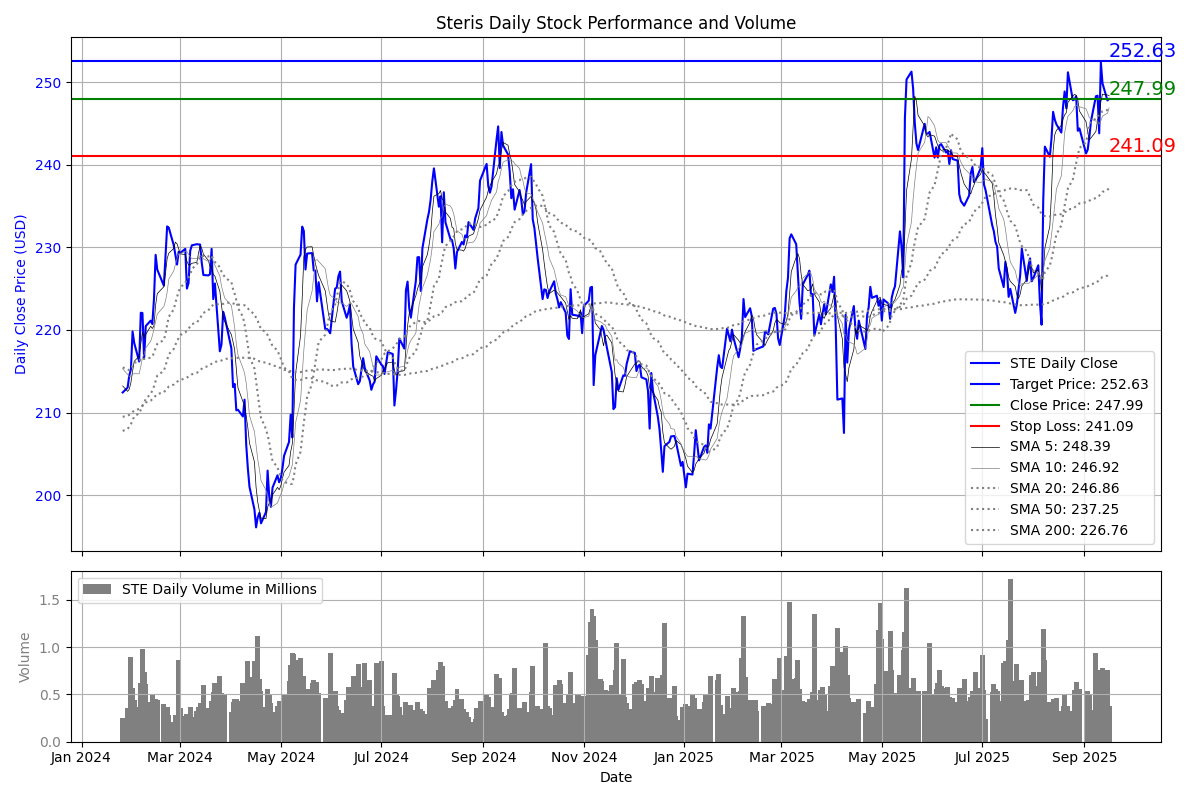 Steris Daily Stock Performance and Volume
252.63
250
247.99
241.09
240
230
220
210
200
Daily Close Price (USD)
STE Daily Close
Target Price: 252.63
Close Price: 247.99
Stop Loss: 241.09
SMA 5: 248.39
SMA 10: 246.92
SMA 20: 246.86
SMA 50: 237.25
SMA 200: 226.76
STE Daily Volume in Millions
1.5
1.0
0.5
0.0
Volume
Jan 2024
Mar 2024
May 2024
Jul 2024
Sep 2024
Nov 2024
Jan 2025
Mar 2025
May 2025
Jul 2025
Sep 2025
Date